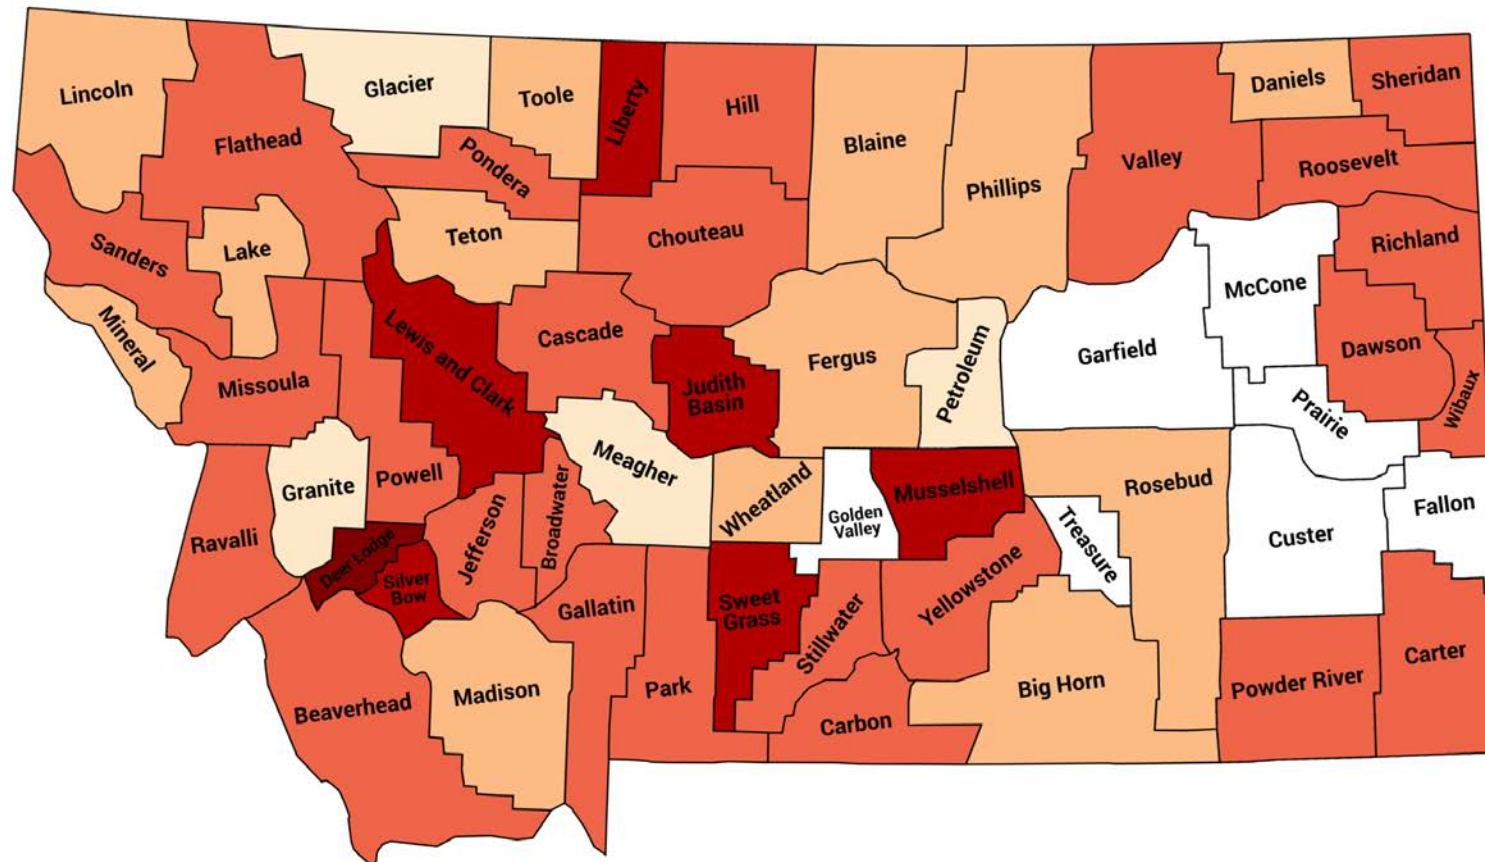 Lincoln
Flathead
Glacier
Toole
Liberty
Hill
Blaine
Phillips
Valley
Daniels
Sheridan
Roosevelt
Pondera
Teton
Chouteau
Sanders
Lake
Richland
McCone
Mineral
Missoula
Lewis and Clark
Cascade
Judith
Basin
Fergus
Petroleum
Garfield
Dawson
Wibaux
Prairie
Granite
Powell
Meagher
Wheatland
Golden
Valley
Musselshell
Rosebud
Treasure
Custer
Fallon
Ravalli
Deer Lodge
Silver
Bow
Jefferson
Broadwater
Gallatin
Park
Sweet
Grass
Stillwater
Yellowstone
Beaverhead
Madison
Carbon
Big Horn
Powder River
Carter